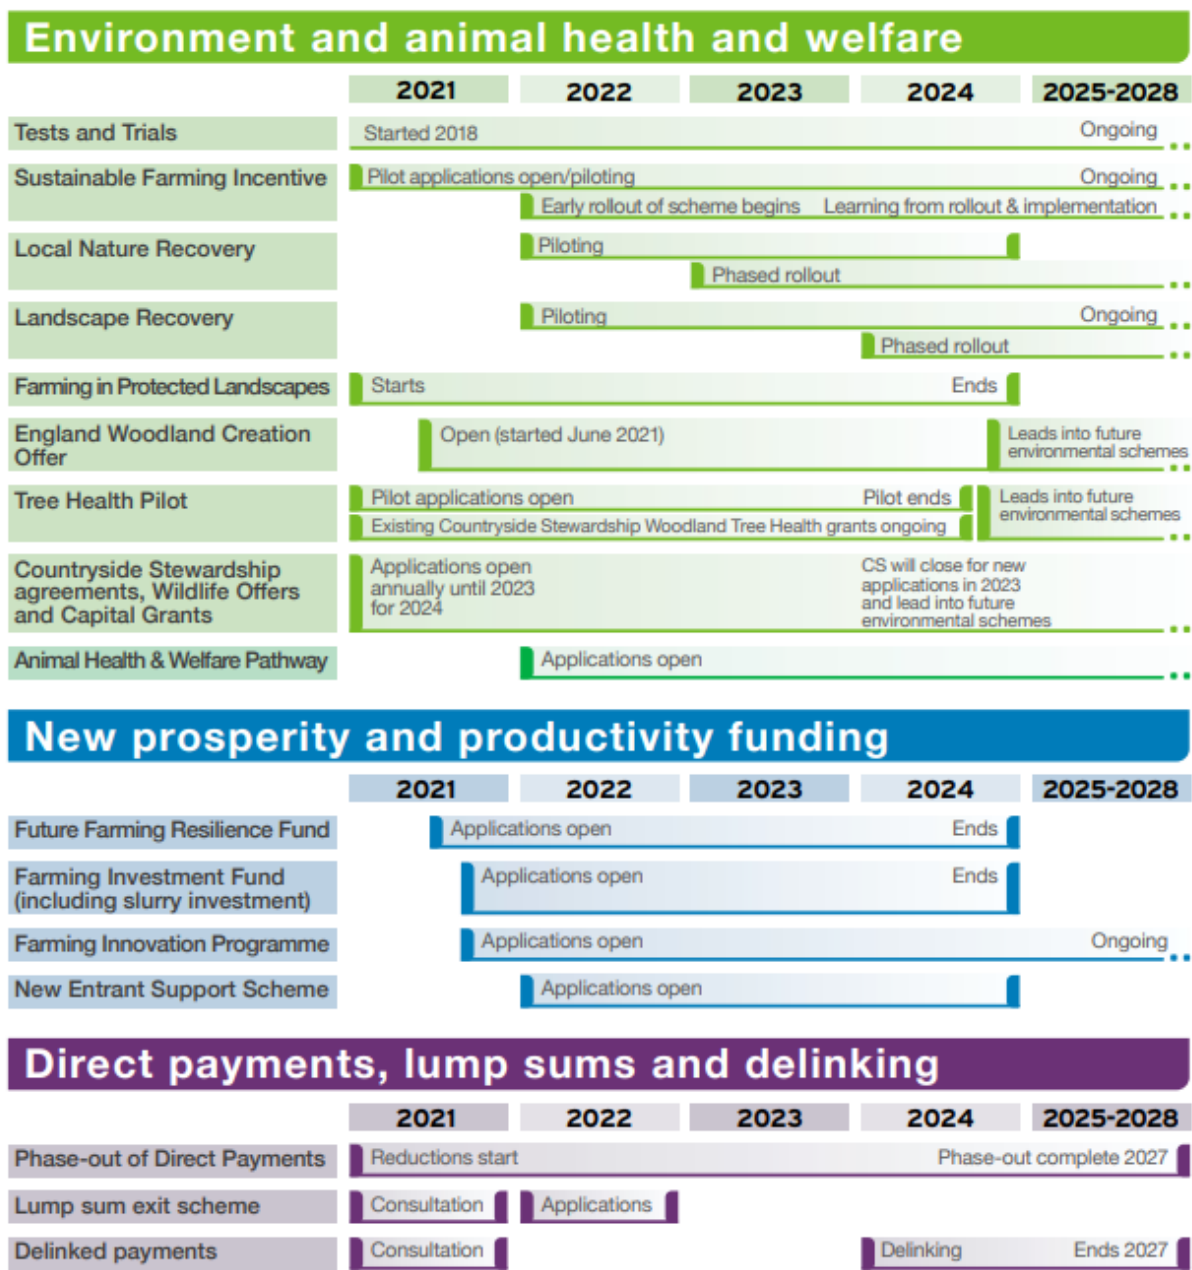 Environment and animal health and welfare
2021 2022 2023 2024 2025-2028
Tests and Trials
Started 2018 Ongoing
Sustainable Farming Incentive
Pilot applications open/piloting Ongoing
Early rollout of scheme begins Learning from rollout & implementation
Local Nature Recovery
Piloting
Phased rollout
Landscape Recovery
Piloting Ongoing
Phased rollout
Farming in Protected Landscapes
Starts Ends
England Woodland Creation
Offer
Open (started June 2021)
Leads into future
environmental schemes
Tree Health Pilot
Pilot applications open Pilot ends
Existing Countryside Stewardship Woodland Tree Health grants ongoing
Leads into future
environmental schemes
Countryside Stewardship
agreements, Wildlife Offers
and Capital Grants
Applications open
annually until 2023
for 2024
CS will close for new
applications in 2023
and lead into future
environmental schemes
Animal Health & Welfare Pathway
Applications open
New prosperity and productivity funding
2021 2022 2023 2024 2025-2028
Future Farming Resilience Fund
Applications open Ends
Farming Investment Fund
(including slurry investment)
Applications open Ends
Farming Innovation Programme
Applications open Ongoing
New Entrant Support Scheme
Applications open
Direct payments, lump sums and delinking
2021 2022 2023 2024 2025-2028
Phase-out of Direct Payments
Reductions start Phase-out complete 2027
Lump sum exit scheme
Consultation Applications
Delinked payments
Consultation Delinking Ends 2027